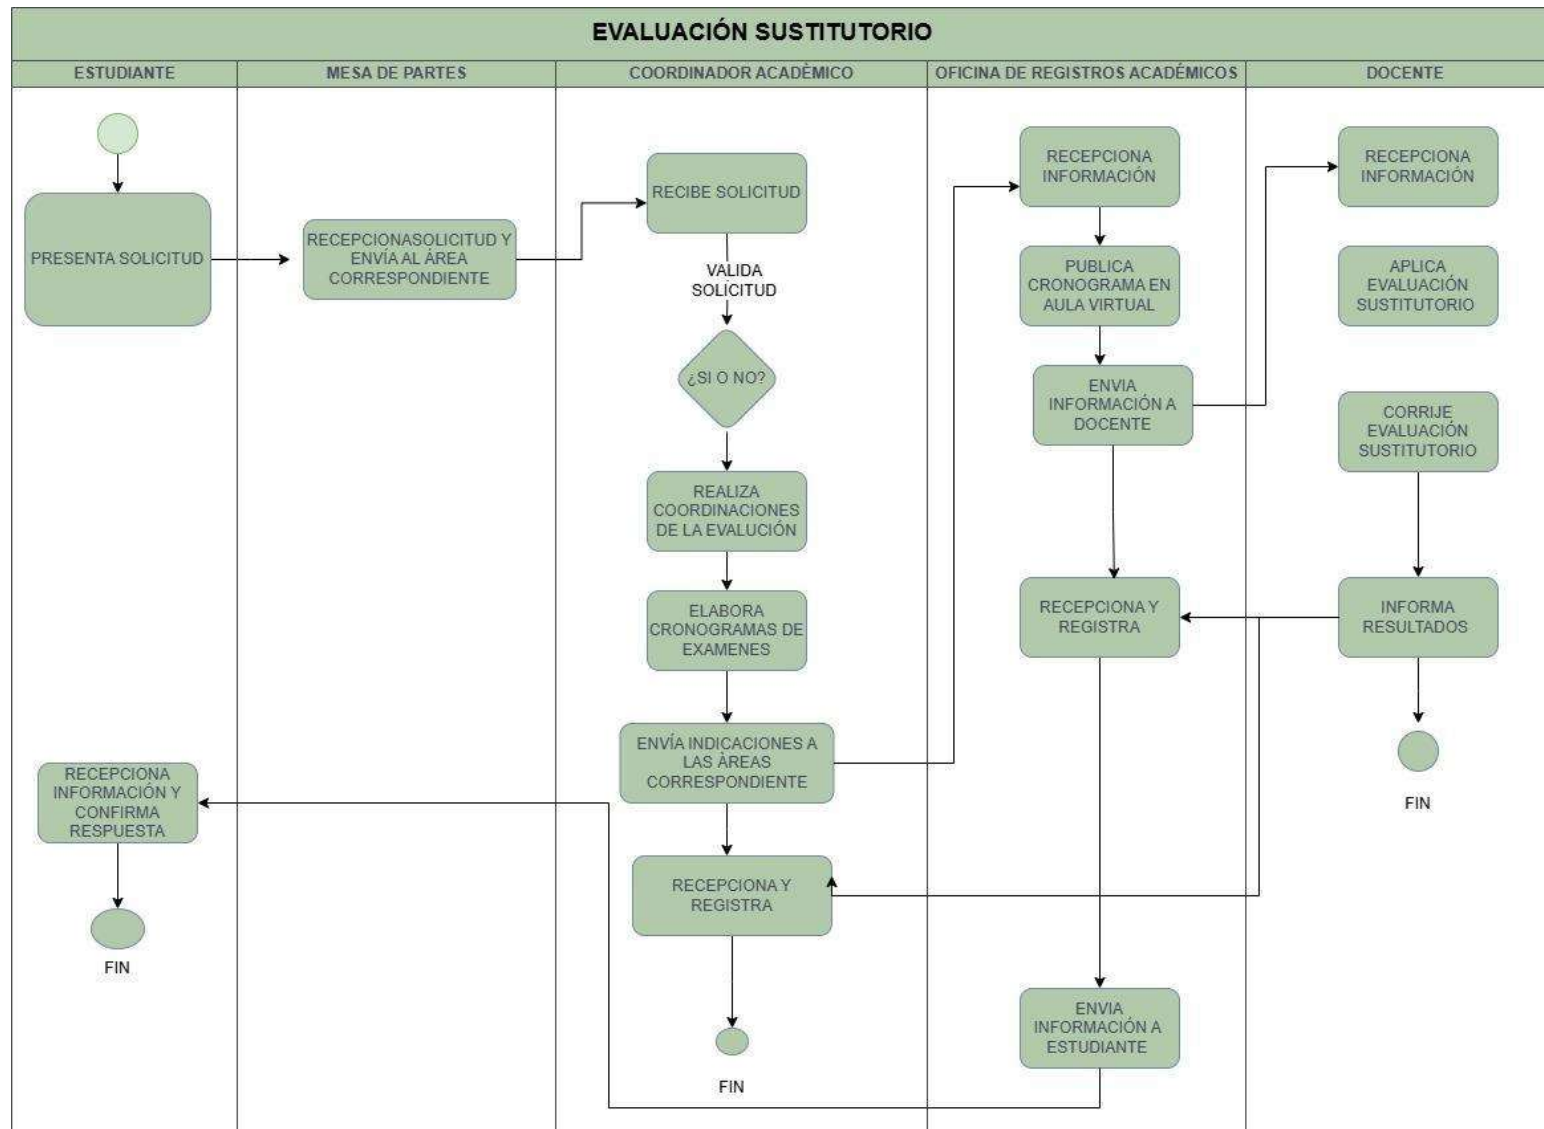 EVALUACIÓN SUSTITUTORIO
ESTUDIANTE
MESA DE PARTES
COORDINADOR ACADÈMICO
OFICINA DE REGISTROS ACADÉMICOS
DOCENTE
PRESENTA SOLICITUD
RECEPCIONASOLICITUD Y
ENVÍA AL ÀREA
CORRESPONDIENTE
RECIBE SOLICITUD
VALIDA
SOLICITUD
¿SI O NO?
REALIZA
COORDINACIONES
DE LA EVALUCIÓN
ELABORA
CRONOGRAMAS DE
EXAMENES
ENVÍA INDICACIONES A
LAS ÀREAS
CORRESPONDIENTE
RECEPCIONA Y
REGISTRA
FIN
RECEPCIONA
INFORMACIÓN
PUBLICA
CRONOGRAMA EN
AULA VIRTUAL
ENVIA
INFORMACIÓN A
DOCENTE
RECEPCIONA Y
REGISTRA
ENVIA
INFORMACIÓN A
ESTUDIANTE
RECEPCIONA
INFORMACIÓN
APLICA
EVALUACIÓN
SUSTITUTORIO
CORRIJE
EVALUACIÓN
SUSTITUTORIO
INFORMA
RESULTADOS
FIN
RECEPCIONA
INFORMACIÓN Y
CONFIRMA
RESPUESTA
FIN